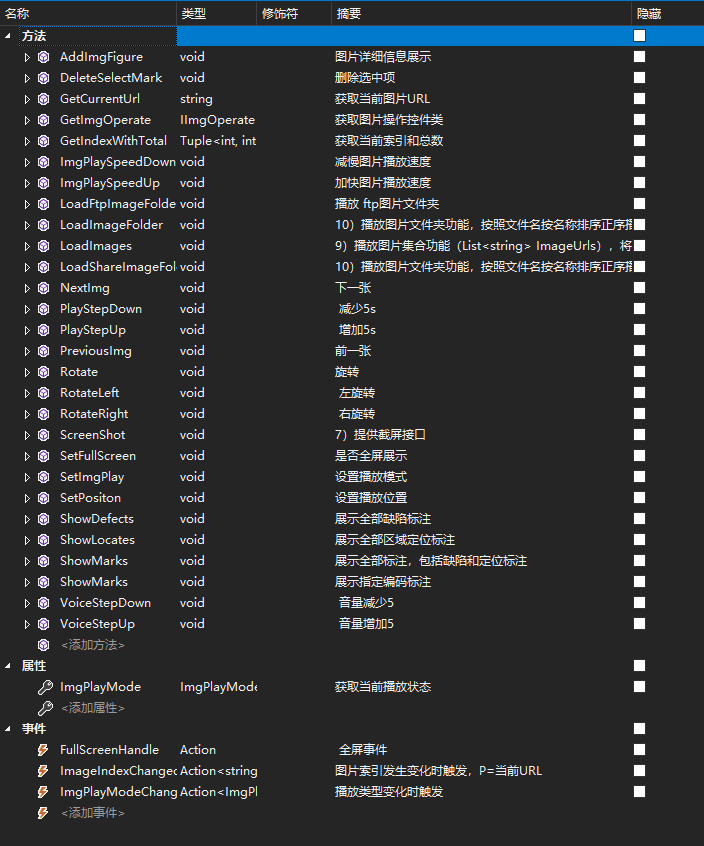 名称 类型 修饰符 摘要 隐藏
方法
AddImgFigure void 图片详细信息展示
DeleteSelectMark void 删除选中项
GetCurrentUrl string 获取当前图片URL
GetImgOperate IImgOperate 获取图片操作控件类
GetIndexWithTotal Tuple<int, int 获取当前索引和总数
ImgPlaySpeedDown void 减慢图片播放速度
ImgPlaySpeedUp void 加快图片播放速度
LoadFtpImageFolde void 播放 ftp图片文件夹
LoadImageFolder void 10）播放图片文件夹功能，按照文件名按名称排序正序播
LoadImages void 9）播放图片集合功能（List<string> ImageUrls），将
LoadShareImageFol void 10）播放图片文件夹功能，按照文件名按名称排序正序播
NextImg void 下一张
PlayStepDown void 减少5s
PlayStepUp void 增加5s
PreviousImg void 前一张
Rotate void 旋转
RotateLeft void 左旋转
RotateRight void 右旋转
ScreenShot void 7）提供截屏接口
SetFullScreen void 是否全屏展示
SetImgPlay void 设置播放模式
SetPositon void 设置播放位置
ShowDefects void 展示全部缺陷标注
ShowLocates void 展示全部区域定位标注
ShowMarks void 展示全部标注，包括缺陷和定位标注
ShowMarks void 展示指定编码标注
VoiceStepDown void 音量减少5
VoiceStepUp void 音量增加5
<添加方法>
属性
ImgPlayMode ImgPlayMode 获取当前播放状态
<添加属性>
事件
FullScreenHandle Action 全屏事件
ImageIndexChanged Action<string 图片索引发生变化时触发，P=当前URL
ImgPlayModeChang Action<ImgPl 播放类型变化时触发
<添加事件>